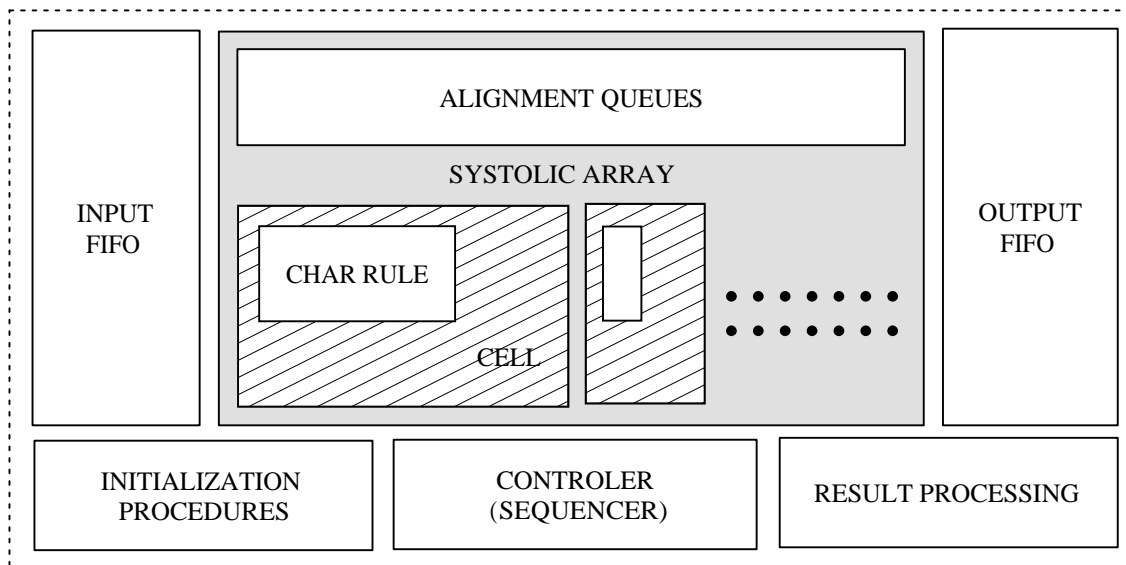 ALIGNMENT QUEUES
SYSTOLIC ARRAY
INPUT
FIFO
CHAR RULE
CELL
OUTPUT
FIFO
INITIALIZATION
PROCEDURES
CONTROLER
(SEQUENCER)
RESULT PROCESSING